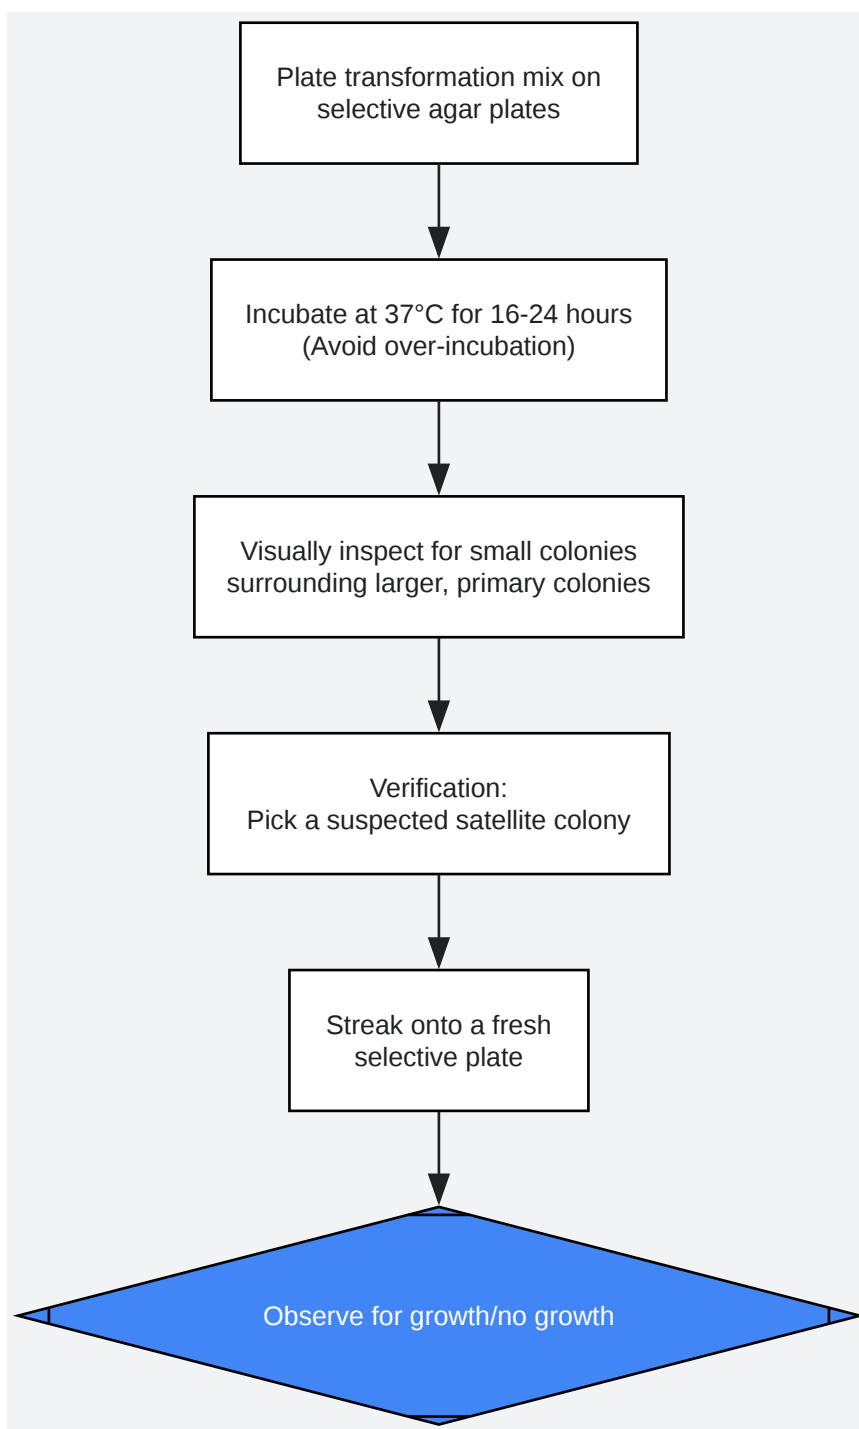 Plate transformation mix on
selective agar plates
Incubate at 37°C for 16-24 hours
(Avoid over-incubation)
Visually inspect for small colonies
surrounding larger, primary colonies
Verification:
Pick a suspected satellite colony
Streak onto a fresh
selective plate
Observe for growth/no growth